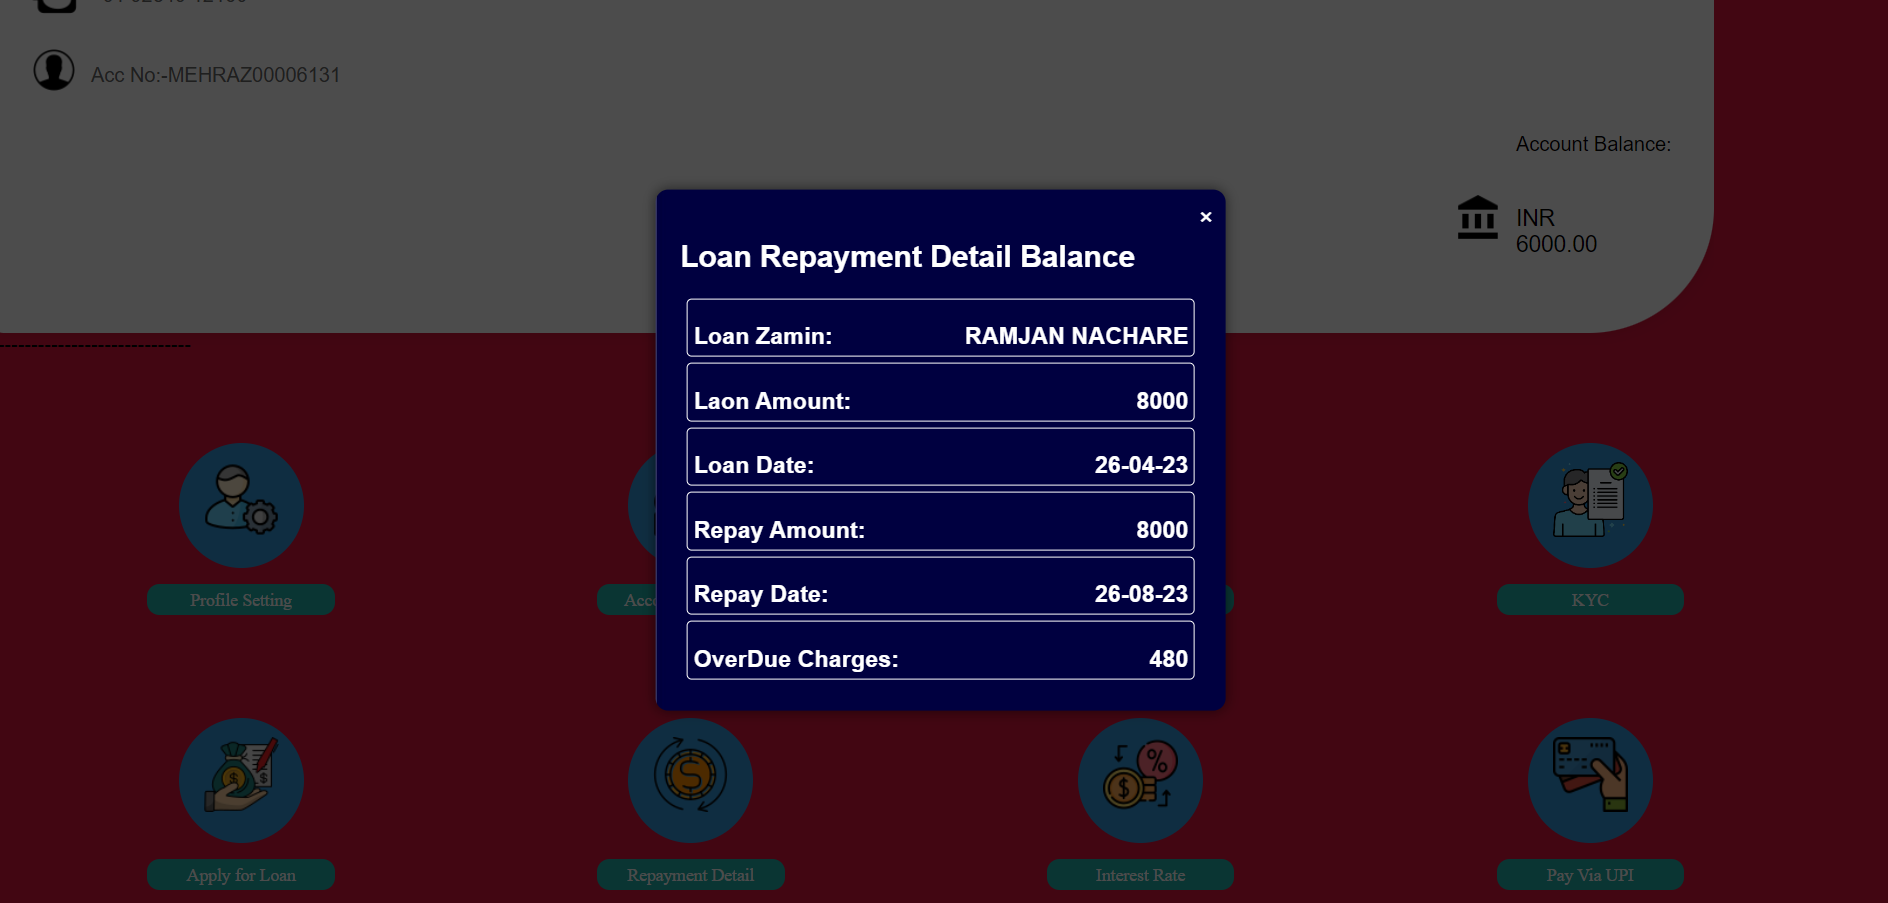 Acc No:-MEHRAZ00006131
Account Balance:
INR
6000.00
×
Loan Repayment Detail Balance
Loan Zamin: RAMJAN NACHARE
Laon Amount: 8000
Loan Date: 26-04-23
Repay Amount: 8000
Repay Date: 26-08-23
OverDue Charges: 480
----------------------------
Profile Setting
KYC
Apply for Loan
Repayment Detail
Interest Rate
Pay Via UPI